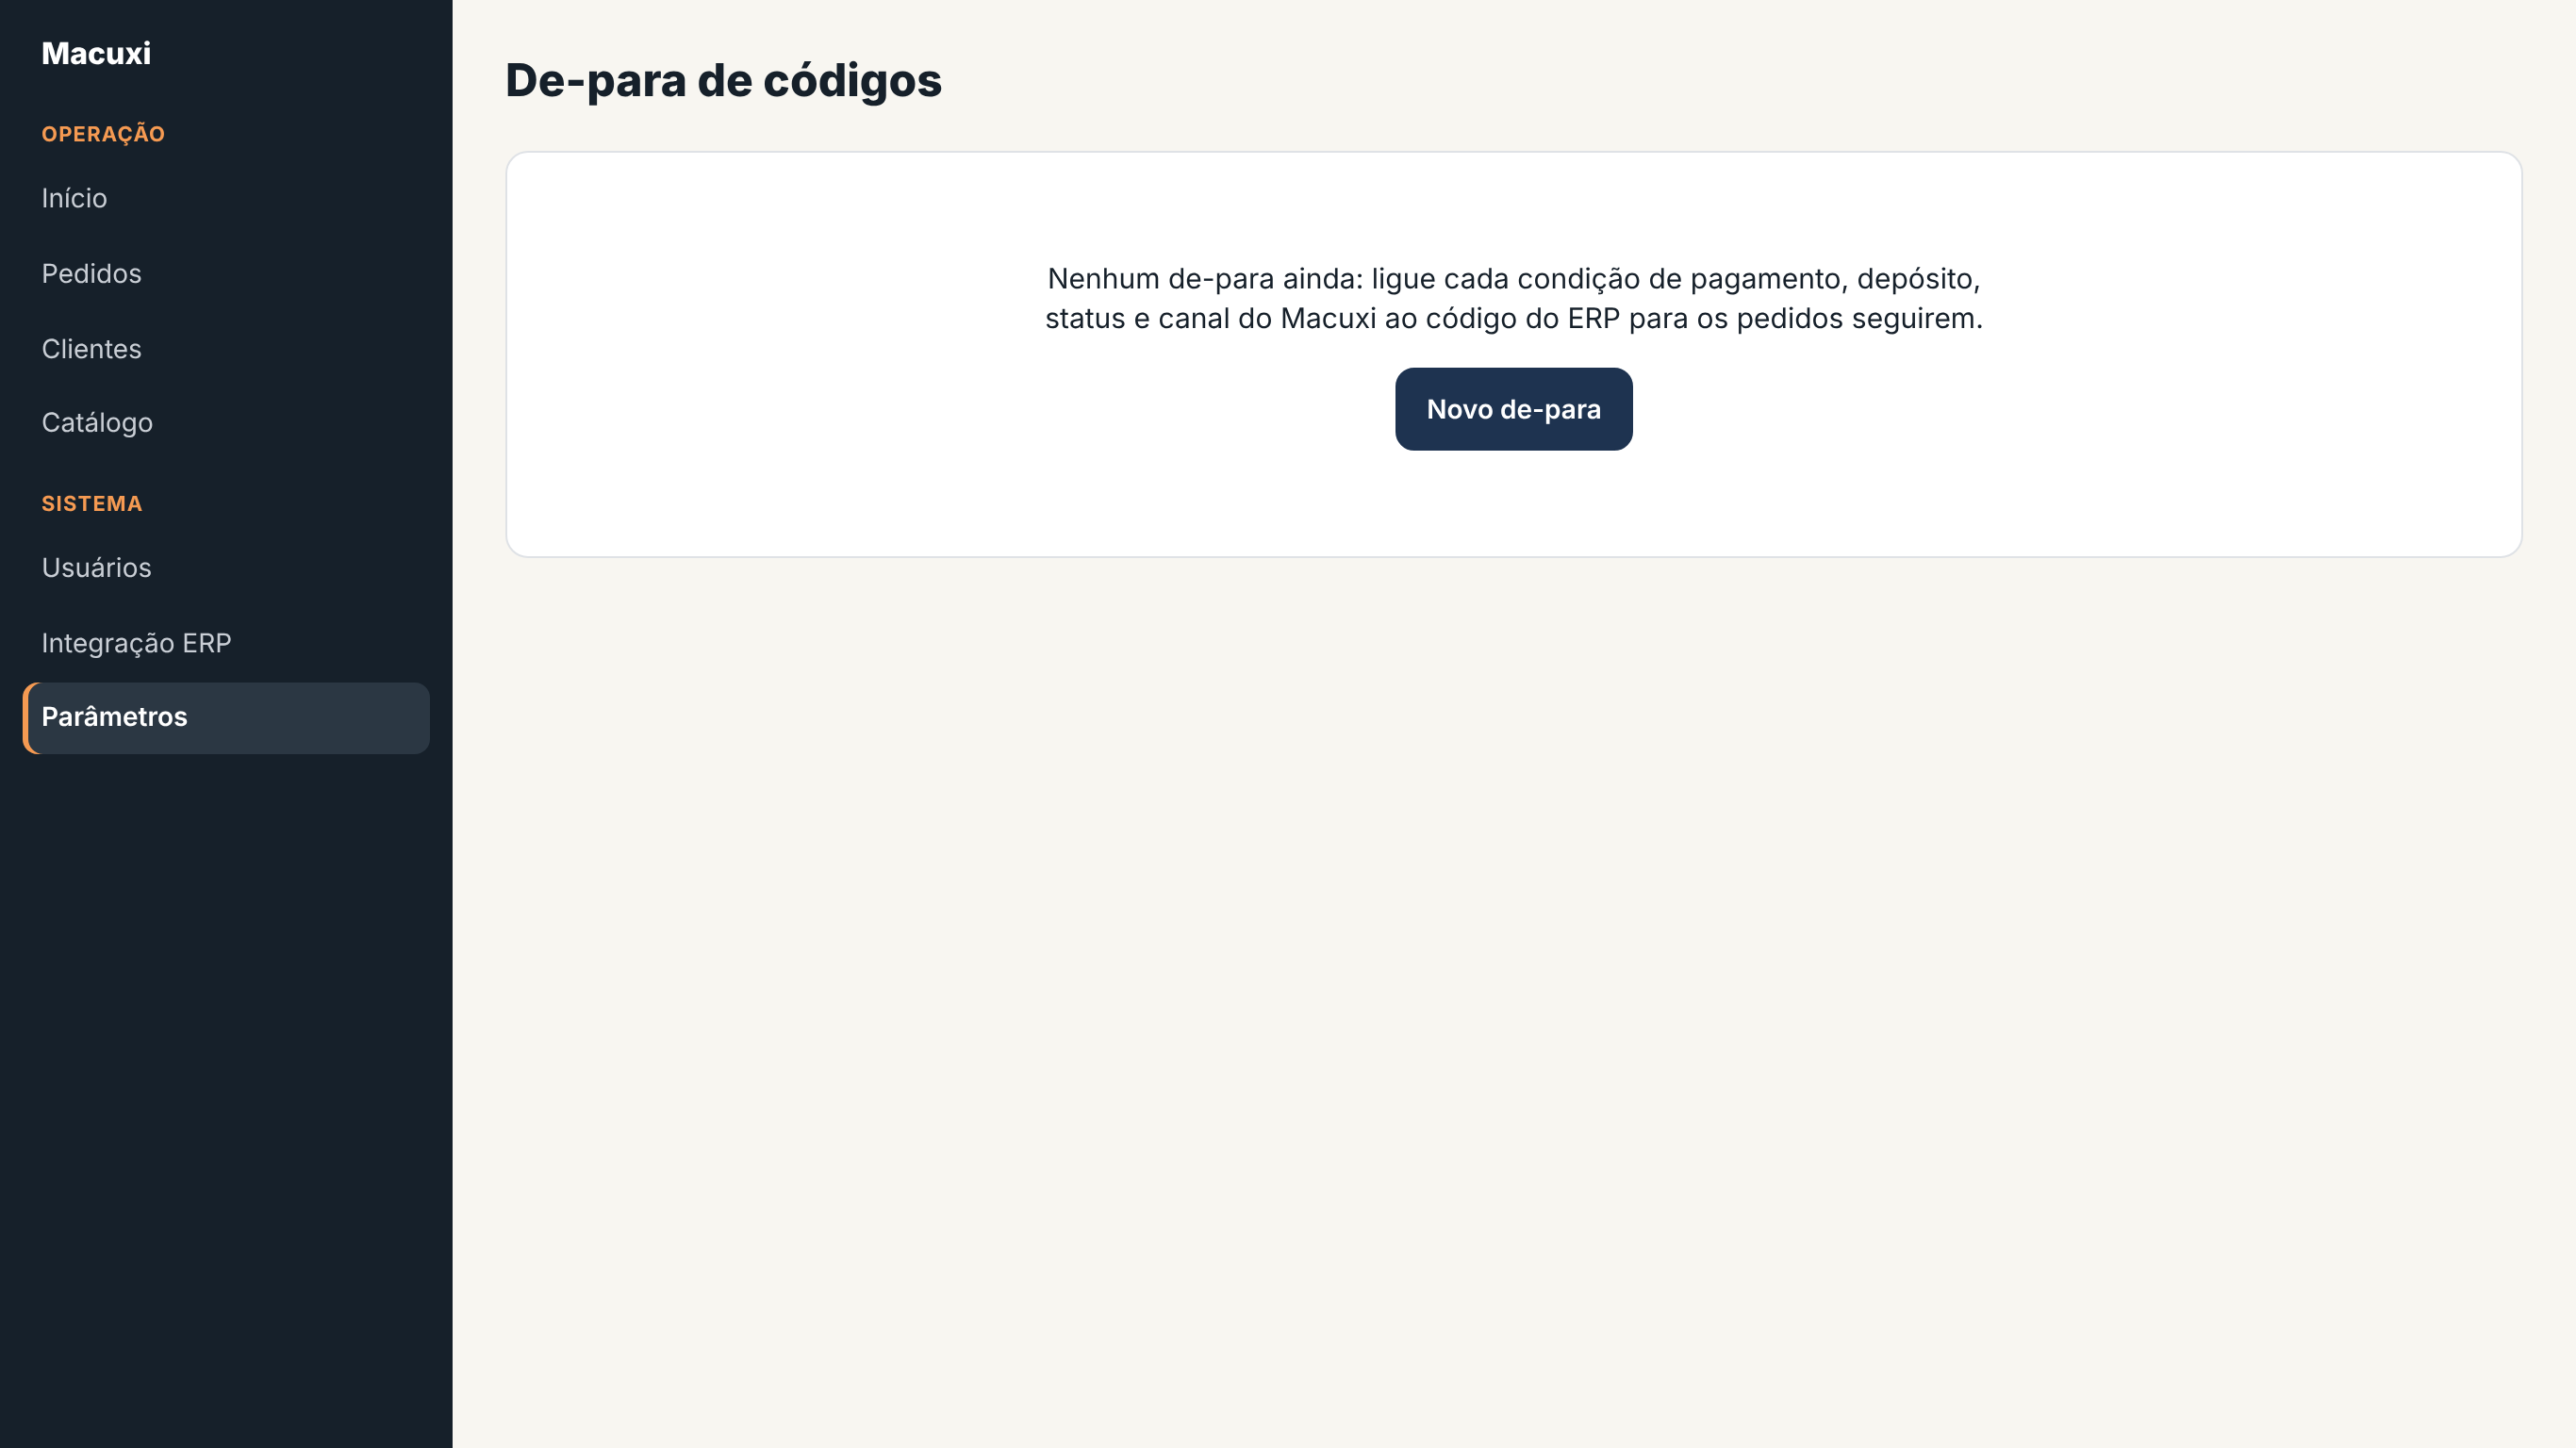 Macuxi
OPERAÇÃO
Início
Pedidos
Clientes
Catálogo
SISTEMA
Usuários
Integração ERP
Parâmetros
De-para de códigos
Nenhum de-para ainda: ligue cada condição de pagamento, depósito,
status e canal do Macuxi ao código do ERP para os pedidos seguirem.
Novo de-para